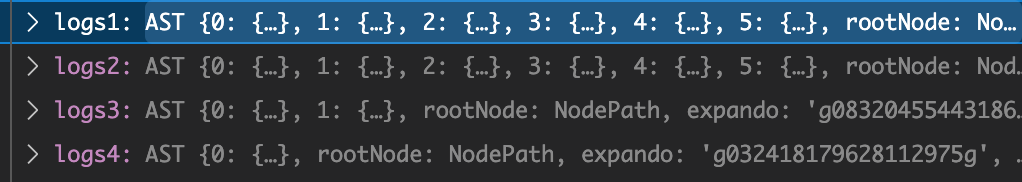 > logs1: AST {0: {…}, 1: {…}, 2: {…}, 3: {…}, 4: {…}, 5: {…}, rootNode: No…
> logs2: AST {0: {…}, 1: {…}, 2: {…}, 3: {…}, 4: {…}, 5: {…}, rootNode: Nod…
> logs3: AST {0: {…}, 1: {…}, rootNode: NodePath, expando: 'g08320455443186…
> logs4: AST {0: {…}, rootNode: NodePath, expando: 'g032418179628112975g', …